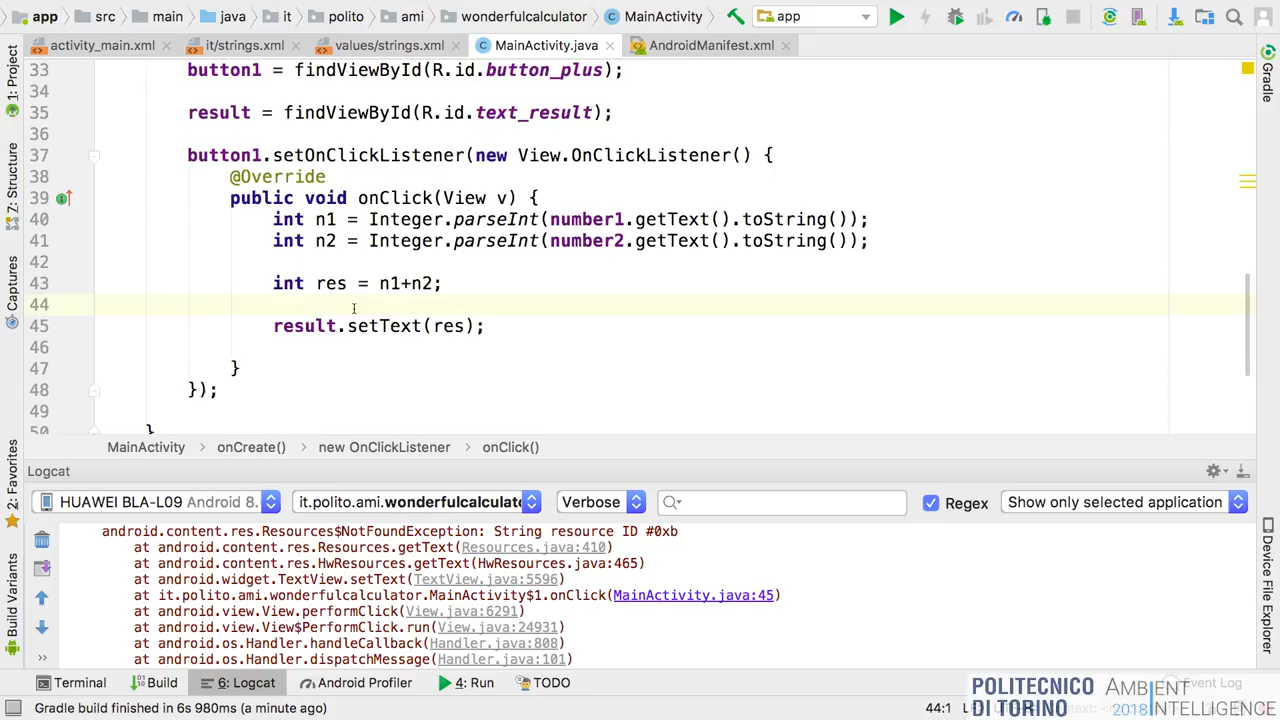 app src main java it polito ami wonderfulcalculator MainActivity app
activity_main.xml it/strings.xml values/strings.xml MainActivity.java AndroidManifest.xml
1: Project
Z: Structure
Captures
2: Favorites
Build Variants
33 button1 = findViewById(R.id.button_plus);
34
35 result = findViewById(R.id.text_result);
36
37 button1.setOnClickListener(new View.OnClickListener() {
38 @Override
39 public void onClick(View v) {
40 int n1 = Integer.parseInt(number1.getText().toString());
41 int n2 = Integer.parseInt(number2.getText().toString());
42
43 int res = n1+n2;
44
45 result.setText(res);
46
47 }
48 });
49
50 }
Gradle
Device File Explorer
MainActivity > onCreate() > new OnClickListener > onClick()
Logcat
HUAWEI BLA-L09 Android 8. it.polito.ami.wonderfulcalculato Verbose Regex Show only selected application
android.content.res.Resources$NotFoundException: String resource ID #0xb
at android.content.res.Resources.getText(Resources.java:410)
at android.content.res.HwResources.getText(HwResources.java:465)
at android.widget.TextView.setText(TextView.java:5596)
at it.polito.ami.wonderfulcalculator.MainActivity$1.onClick(MainActivity.java:45)
at android.view.View.performClick(View.java:6291)
at android.view.View$PerformClick.run(View.java:24931)
at android.os.Handler.handleCallback(Handler.java:808)
at android.os.Handler.dispatchMessage(Handler.java:101)
Terminal Build 6: Logcat Android Profiler 4: Run TODO Event Log
Gradle build finished in 6s 980ms (a minute ago) 44:1
POLITECNICO
DI TORINO
AMBIENT
2018 INTELLIGENCE